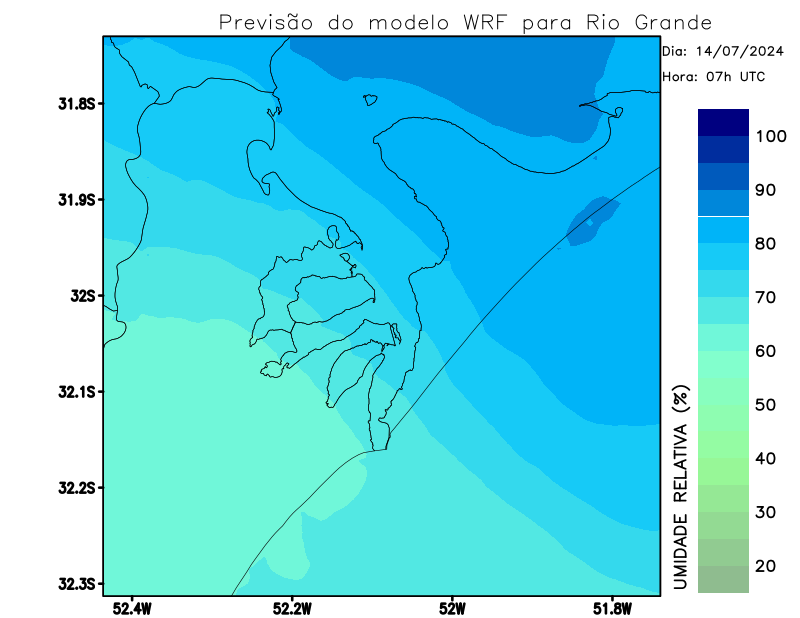 Previsão do modelo WRF para Rio Grande
Dia: 14/07/2024
Hora: 07h UTC
31.8S
31.9S
32S
32.1S
32.2S
32.3S
52.4W
52.2W
52W
51.8W
100
90
80
70
60
50
40
30
20
UMIDADE RELATIVA (%)